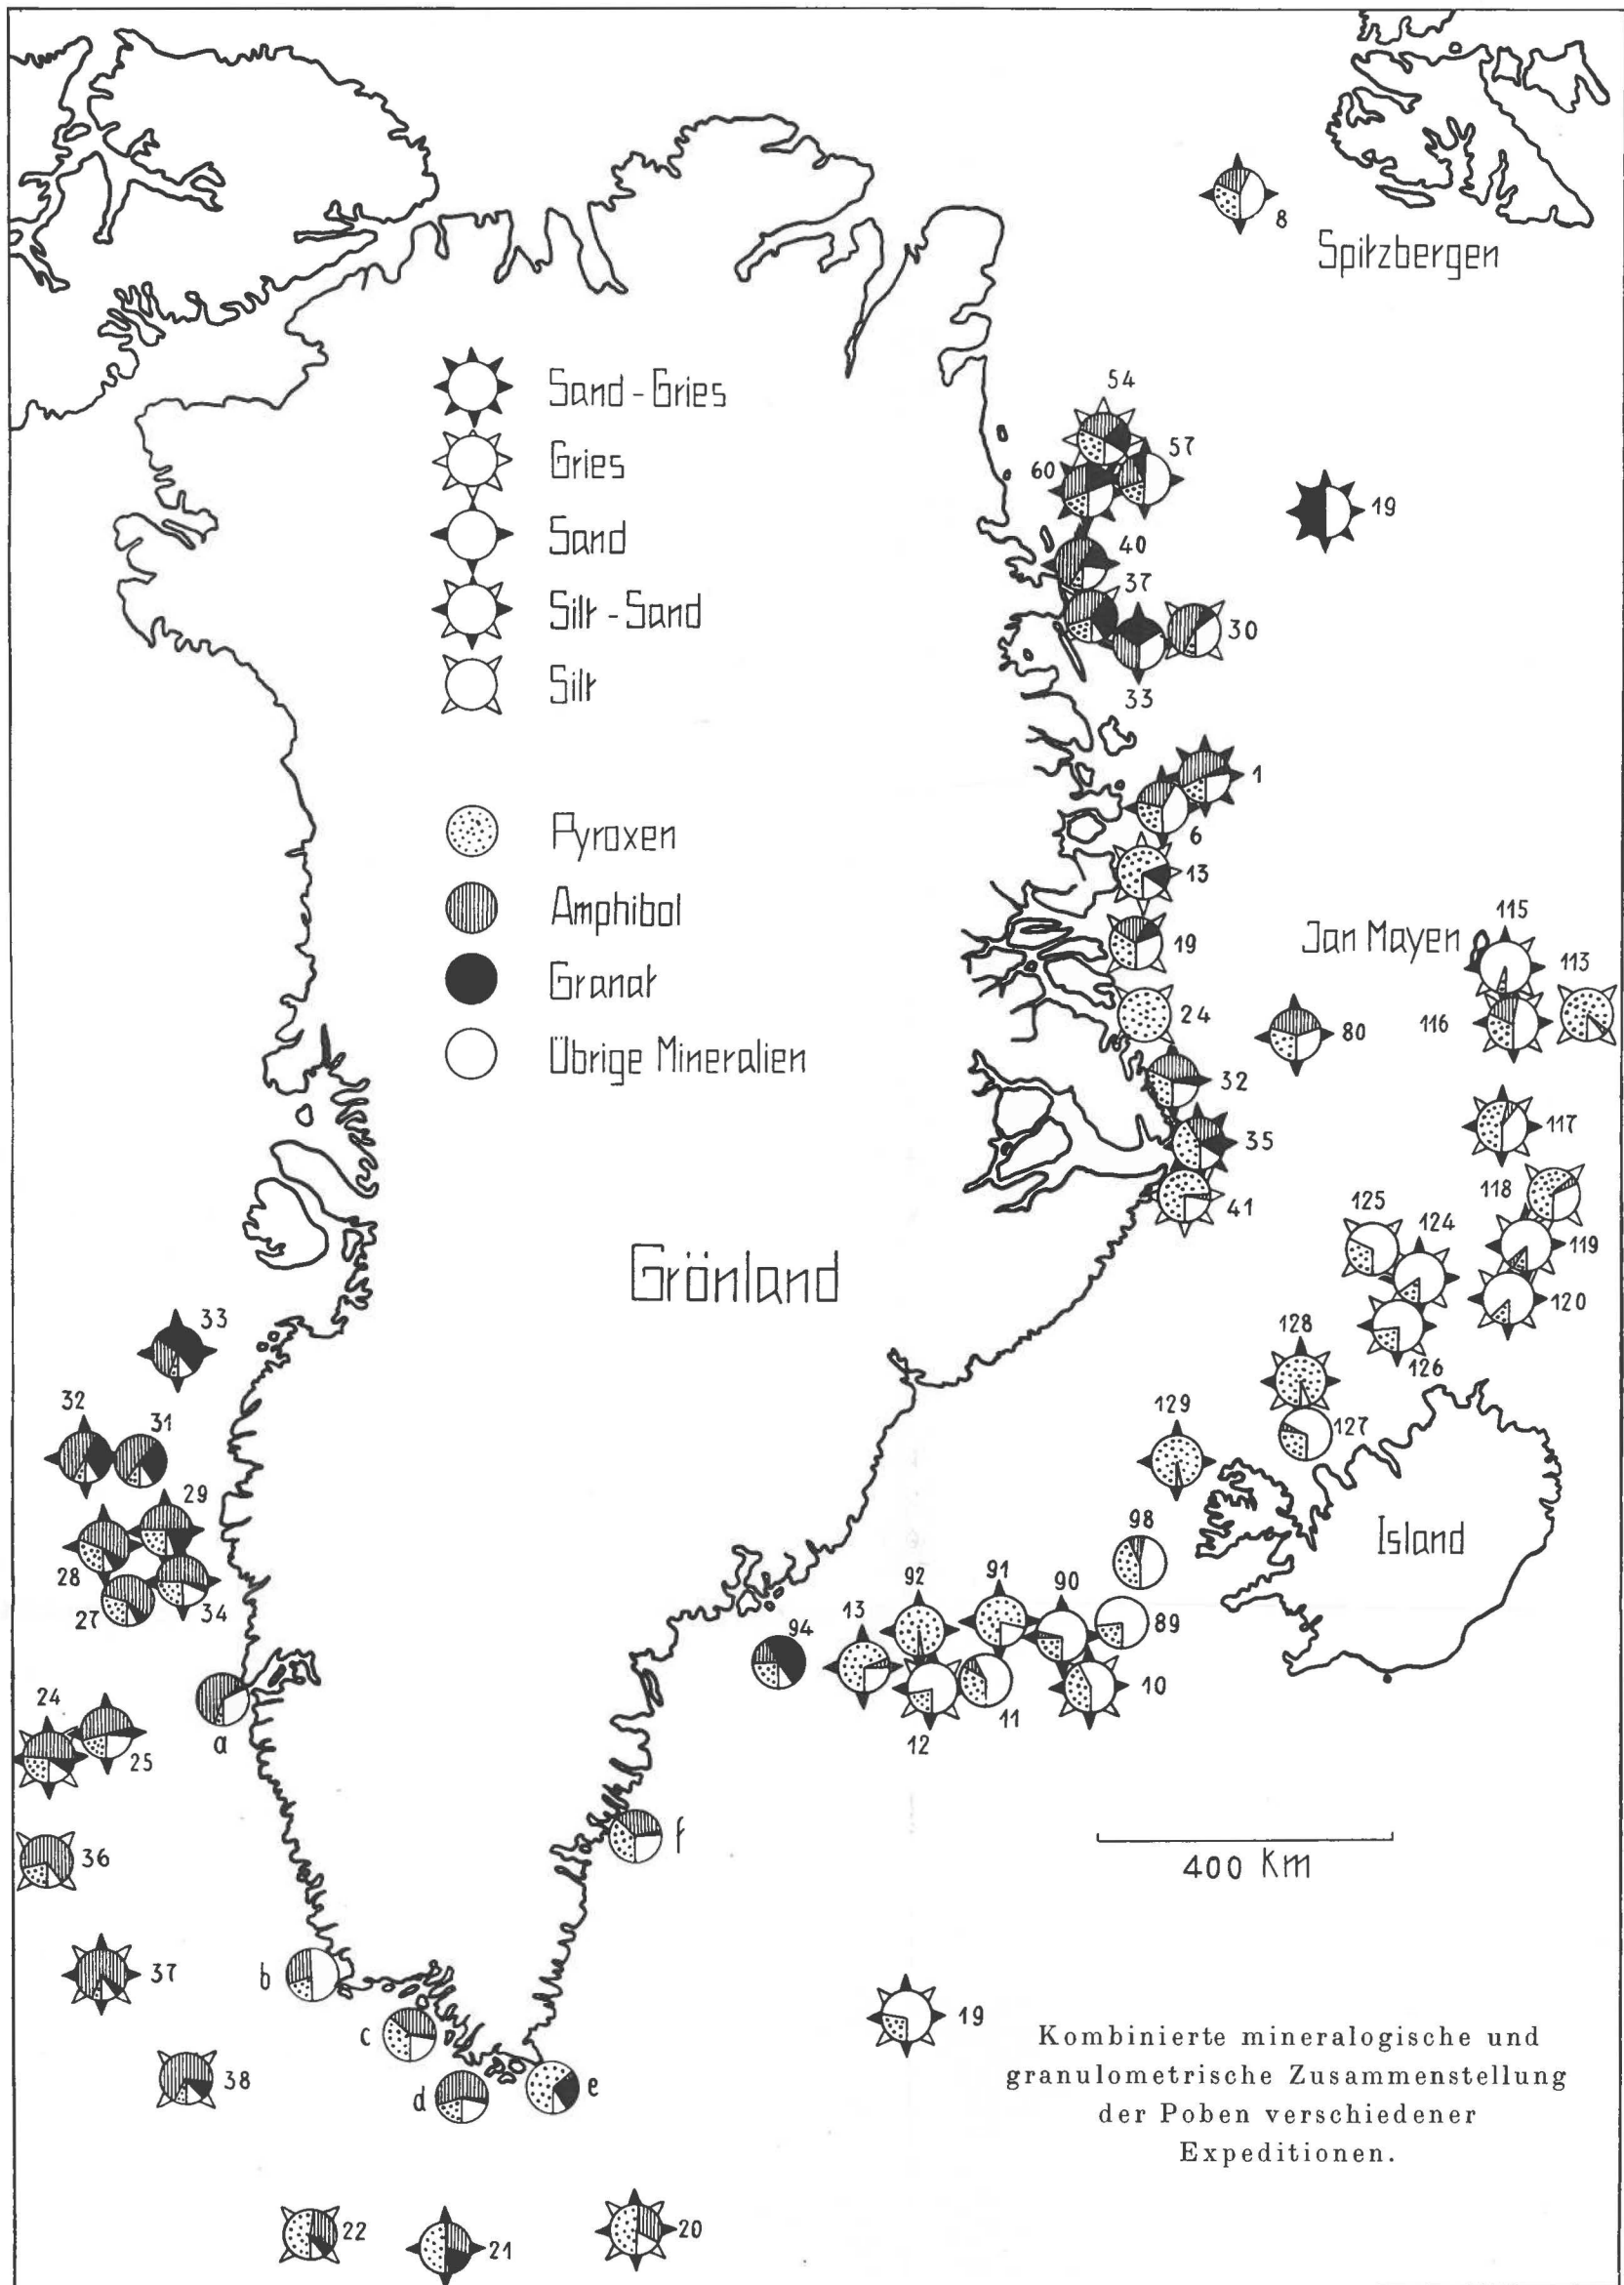 8
Spitzbergen
Sand-Gries
Gries
Sand
Silt-Sand
Silt
Pyroxen
Amphibol
Granat
Übrige Mineralien
54
57
60
19
40
37
30
33
1
6
13
19
24
32
35
41
Jan Mayen
115
113
116
80
117
118
119
120
125
124
126
128
127
129
Grönland
Island
33
32
31
29
28
27
34
a
24
25
36
37
38
b
c
d
e
f
98
92
91
90
89
13
94
12
11
10
400 Km
19
22
21
20
Kombinierte mineralogische und
granulometrische Zusammenstellung
der Poben verschiedener
Expeditionen.